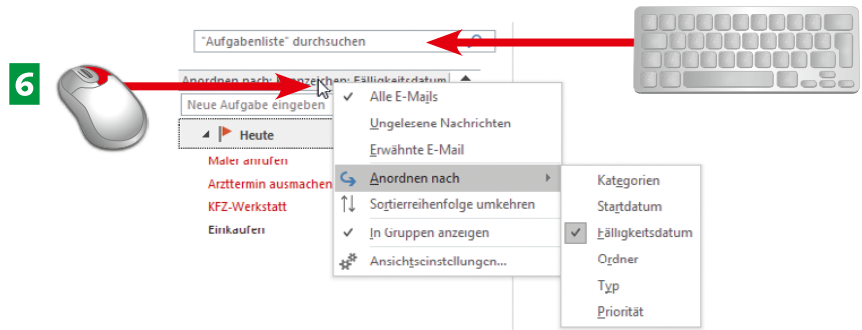 "Aufgabenliste" durchsuchen
6
Anordnen nach: Kennzeichen: Fälligkeitsdatum
Neue Aufgabe eingeben
Heute
Maler anrufen
Arzttermin ausmachen
KFZ-Werkstatt
Einkaufen
Alle E-Mails
Ungelesene Nachrichten
Erwähnte E-Mail
Anordnen nach
Sortierreihenfolge umkehren
In Gruppen anzeigen
Ansichtseinstellungen...
Kategorien
Startdatum
Fälligkeitsdatum
Ordner
Typ
Priorität